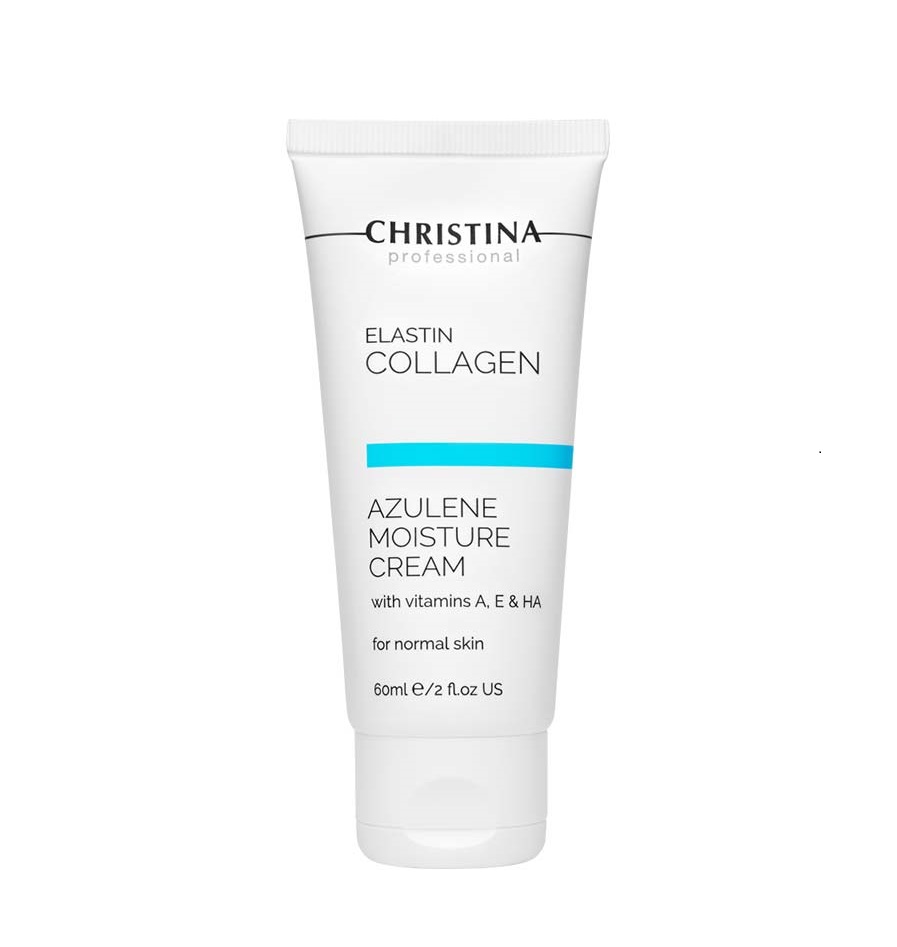 CHRISTINA
professional
ELASTIN
COLLAGEN
AZULENE
MOISTURE
CREAM
with vitamins A, E & HA
for normal skin
60ml ℮/2 fl.oz US